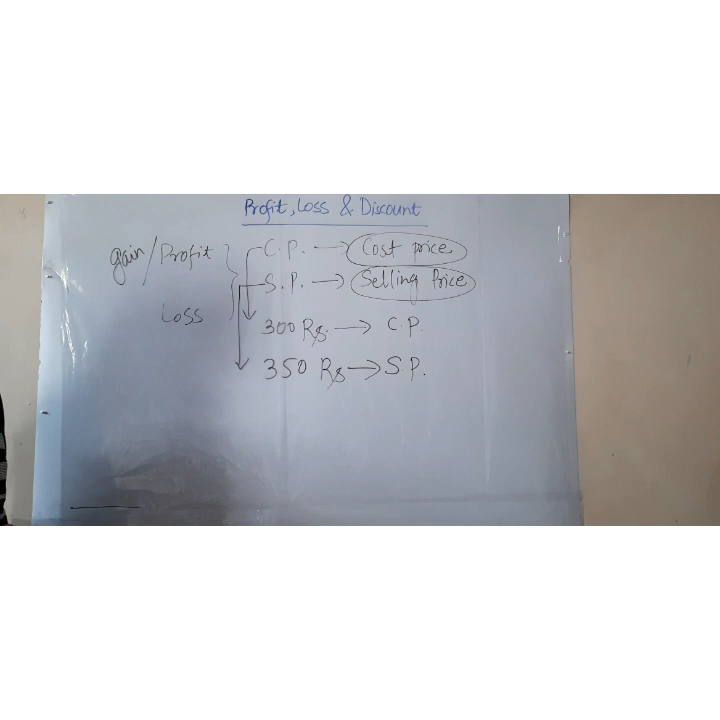 Profit, Loss & Discount
gain / Profit C.P. → Cost price
S.P. → Selling Price
Loss
300 Rs. → C.P.
350 Rs → S.P.